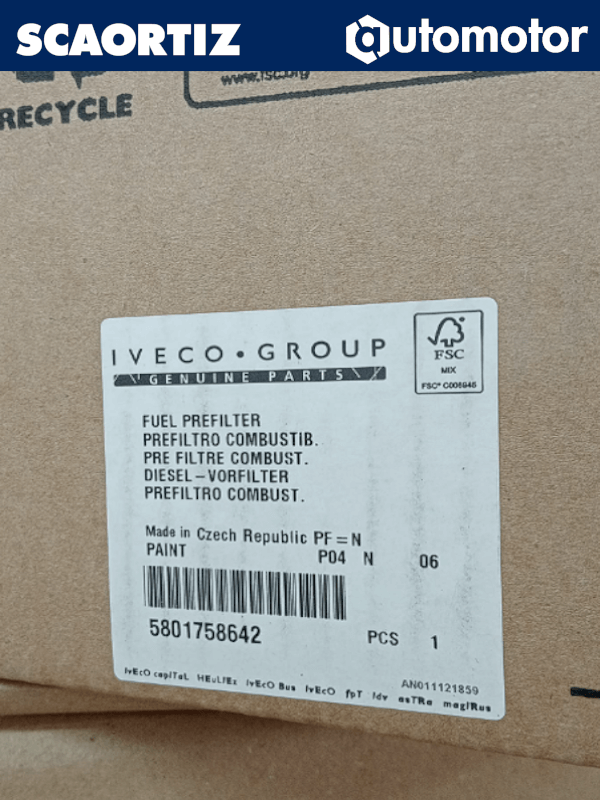 SCAORTIZ
automotor
www.fsc.org
RECYCLE
IVECO • GROUP
GENUINE PARTS
FSC
MIX
FUEL PREFILTER
PREFILTRO COMBUSTIB.
PRE FILTRE COMBUST.
DIESEL-VORFILTER
PREFILTRO COMBUST.
Made in Czech Republic PF=N
PAINT P04 N 06
5801758642 PCS 1
AN011121859
IVECO capITaL HEuLIEz IVECO Bus IVECO fpT Idv asTRa magIRus